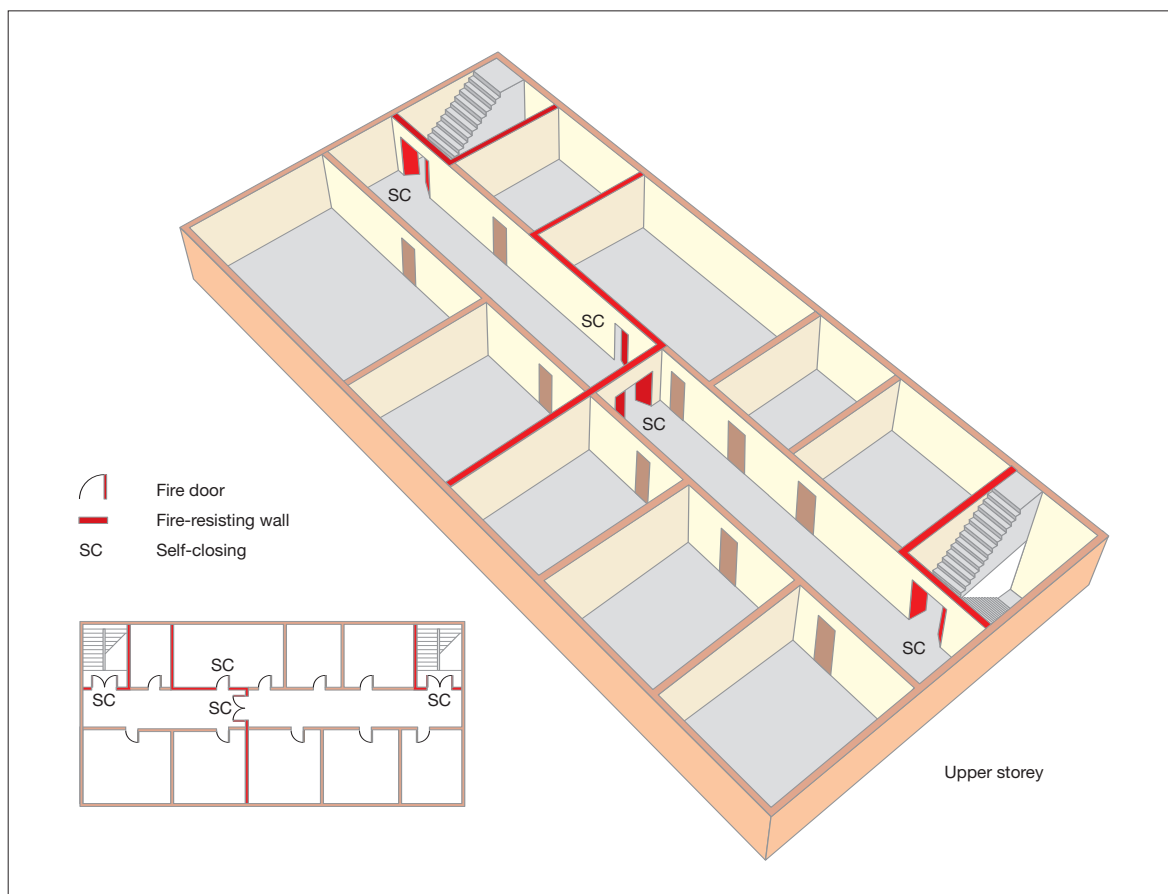 SC
SC
SC
Fire door
Fire-resisting wall
SC Self-closing
SC
SC
SC
SC
SC
Upper storey